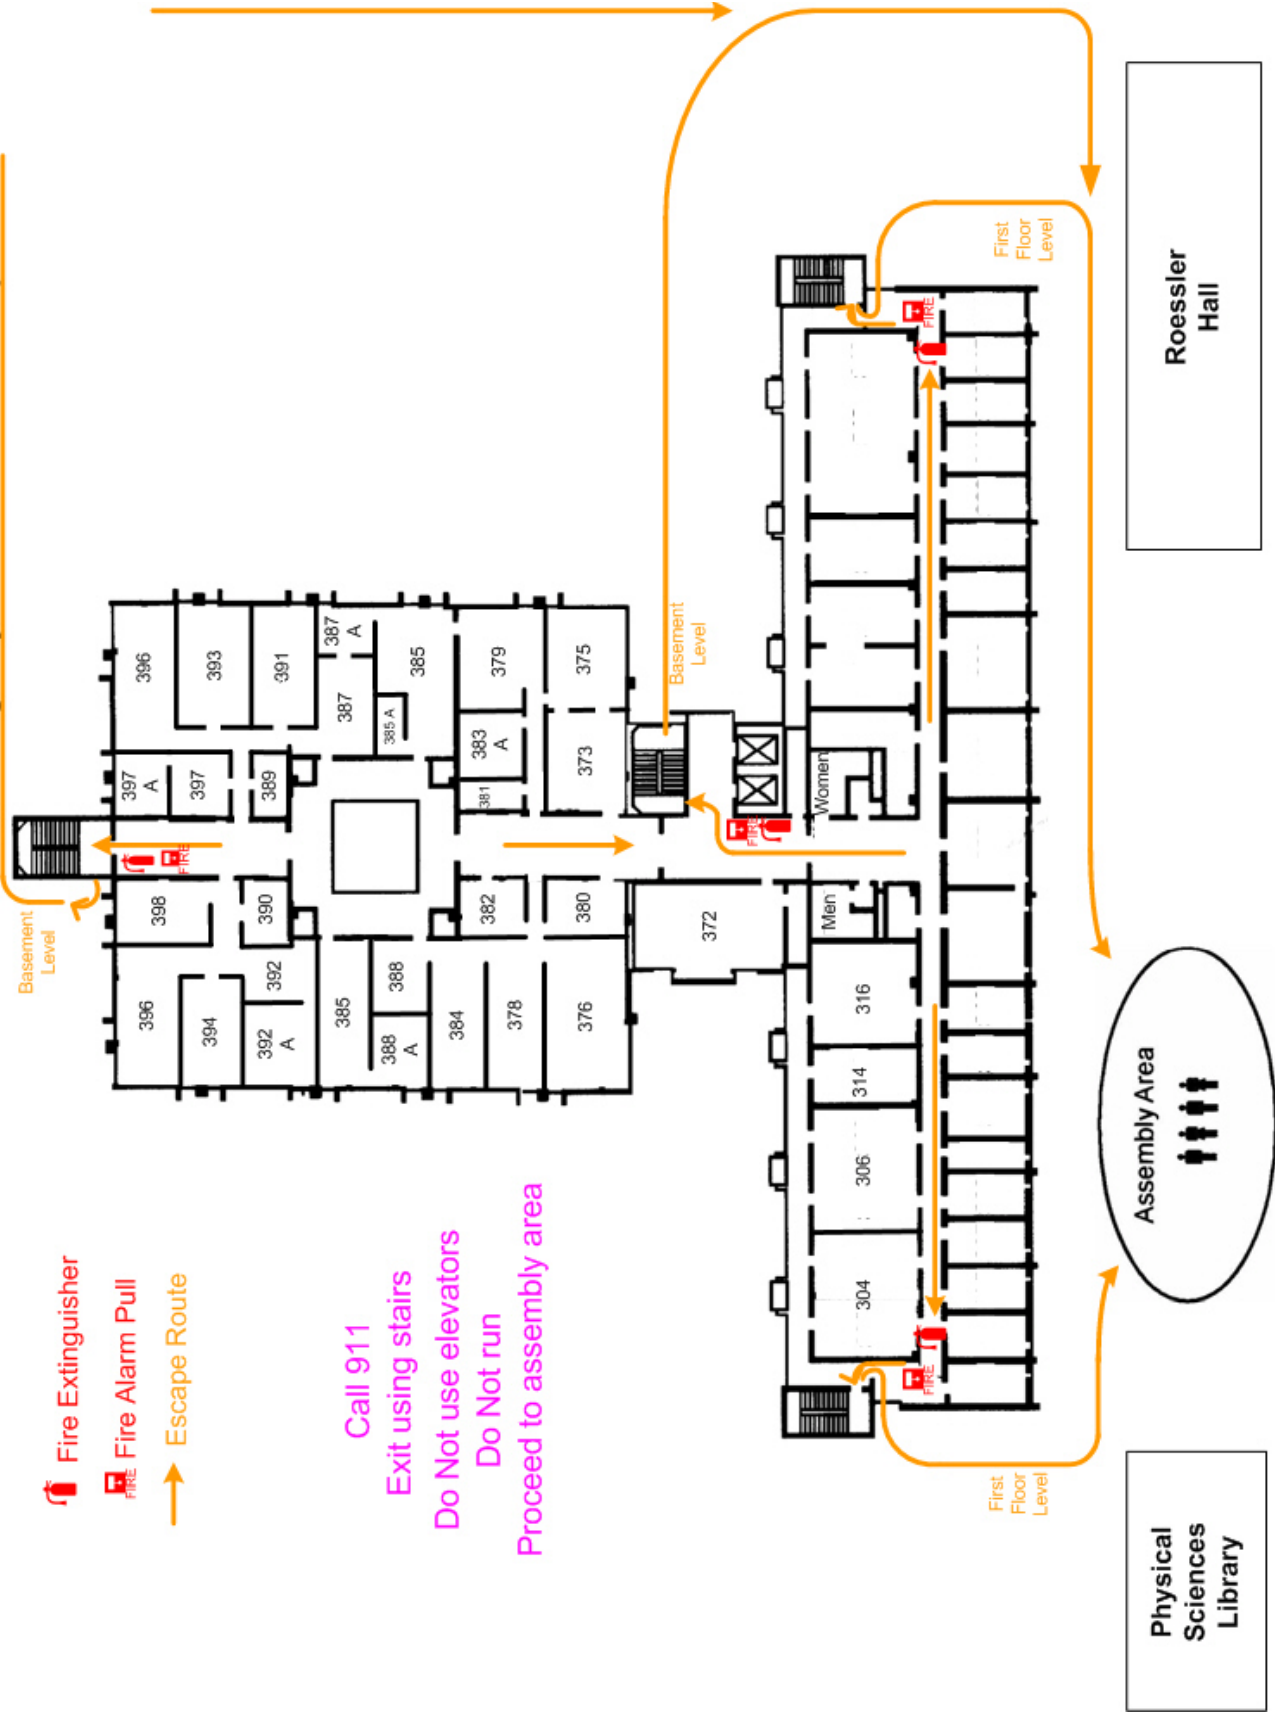 Fire Extinguisher
FIRE
Fire Alarm Pull
Escape Route
Call 911
Exit using stairs
Do Not use elevators
Do Not run
Proceed to assembly area
Basement
Level
398
390
396
394
392
392
A
397
A
397
389
396
393
391
387
A
387
385
385 A
FIRE
385
388
388
A
384
378
376
382
380
383
A
381
379
373
375
372
Basement
Level
FIRE
Men
Women
316
314
306
304
FIRE
FIRE
First
Floor
Level
First
Floor
Level
Physical
Sciences
Library
Assembly Area
Roessler
Hall